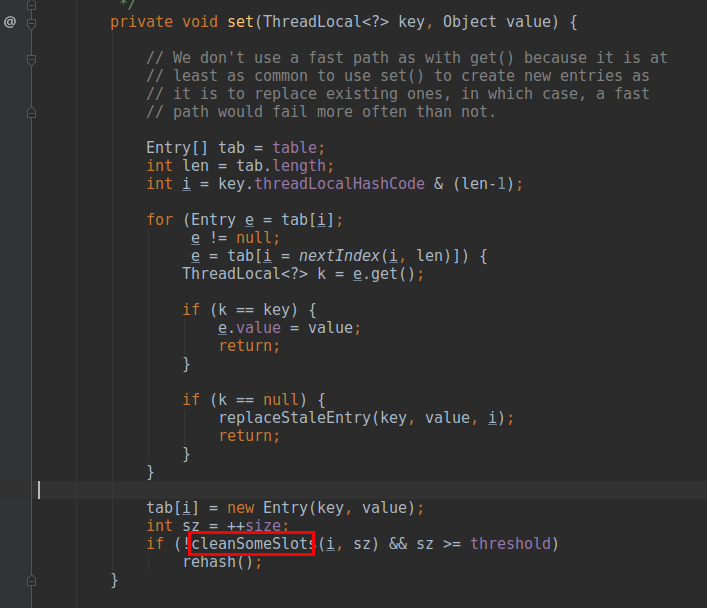 */
@
private void set(ThreadLocal<?> key, Object value) {
// We don't use a fast path as with get() because it is at
// least as common to use set() to create new entries as
// it is to replace existing ones, in which case, a fast
// path would fail more often than not.
Entry[] tab = table;
int len = tab.length;
int i = key.threadLocalHashCode & (len-1);
for (Entry e = tab[i];
e != null;
e = tab[i = nextIndex(i, len)]) {
ThreadLocal<?> k = e.get();
if (k == key) {
e.value = value;
return;
}
if (k == null) {
replaceStaleEntry(key, value, i);
return;
}
}
tab[i] = new Entry(key, value);
int sz = ++size;
if (!cleanSomeSlots(i, sz) && sz >= threshold)
rehash();
}